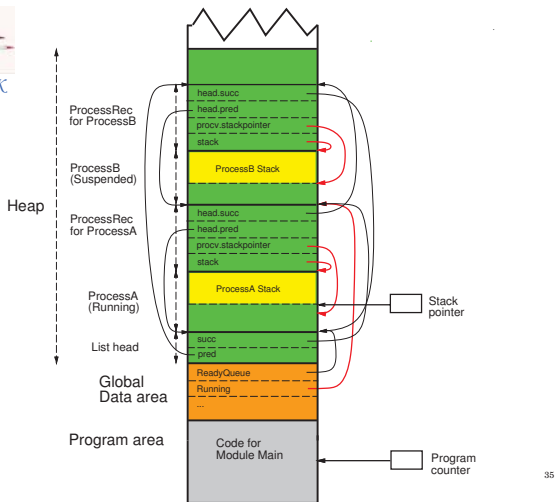 head.succ
head.pred
procv.stackpointer
stack
ProcessRec
for ProcessB
ProcessB
(Suspended)
ProcessB Stack
Heap
head.succ
head.pred
procv.stackpointer
stack
ProcessRec
for ProcessA
ProcessA Stack
ProcessA
(Running)
Stack
pointer
List head
succ
pred
Global
Data area
ReadyQueue
Running
...
Program area
Code for
Module Main
Program
counter
35